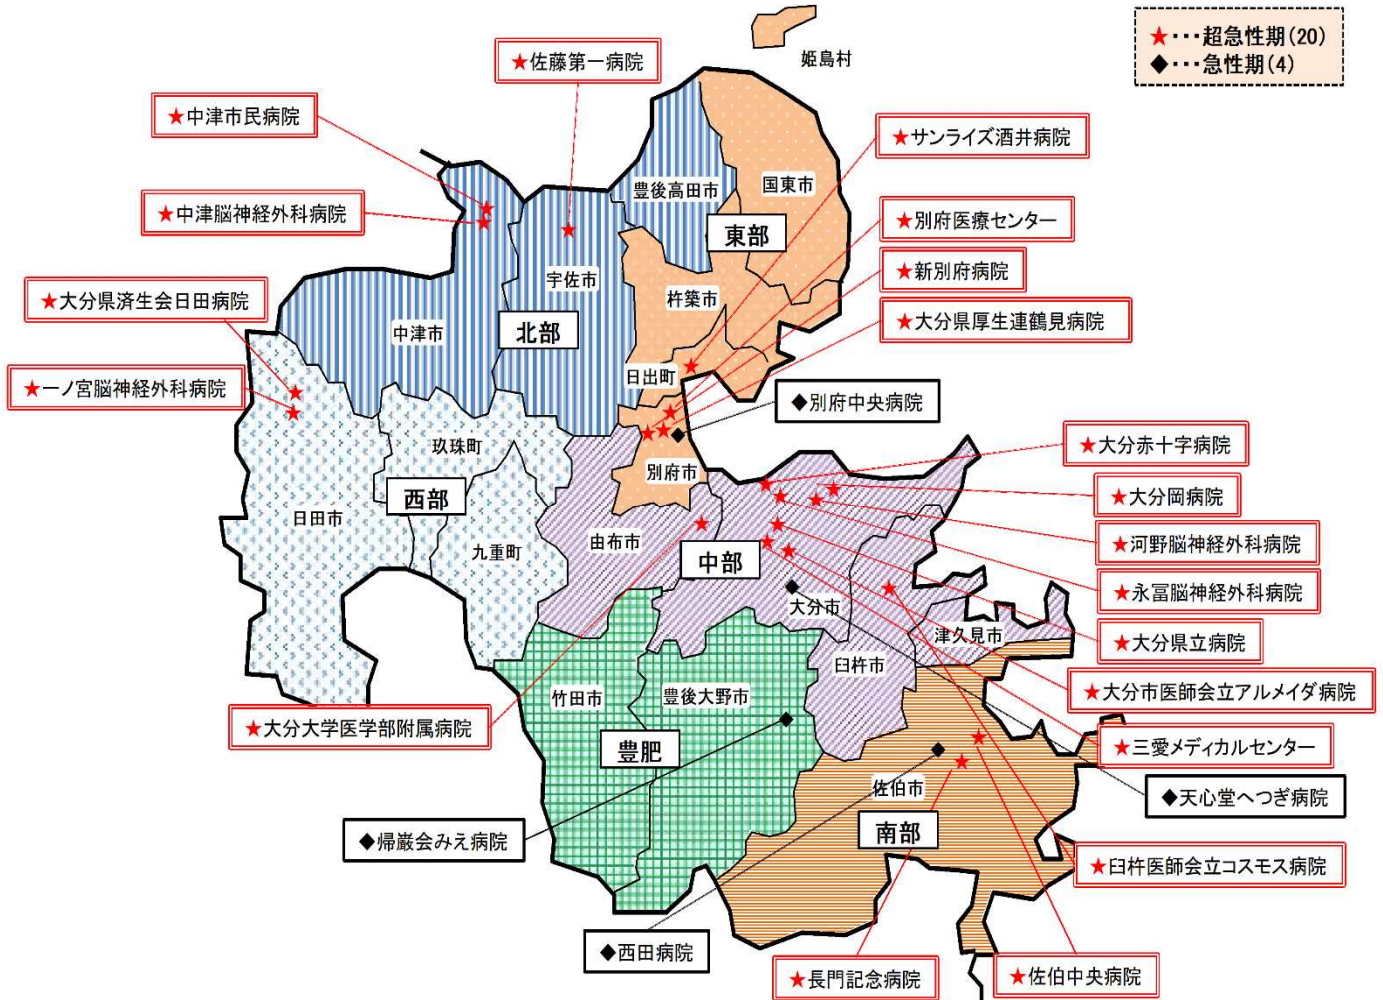 ★･･･超急性期(20)
◆･･･急性期(4)
姫島村
★佐藤第一病院
★中津市民病院
★サンライズ酒井病院
★中津脳神経外科病院
豊後高田市
国東市
★別府医療センター
東部
★新別府病院
宇佐市
杵築市
★大分県済生会日田病院
★大分県厚生連鶴見病院
中津市
北部
日出町
★一ノ宮脳神経外科病院
◆別府中央病院
玖珠町
★大分赤十字病院
別府市
西部
★大分岡病院
日田市
九重町
由布市
★河野脳神経外科病院
中部
★永冨脳神経外科病院
大分市
津久見市
★大分県立病院
臼杵市
竹田市
豊後大野市
★大分市医師会立アルメイダ病院
★大分大学医学部附属病院
豊肥
★三愛メディカルセンター
佐伯市
◆天心堂へつぎ病院
南部
◆帰巌会みえ病院
★臼杵医師会立コスモス病院
◆西田病院
★長門記念病院
★佐伯中央病院